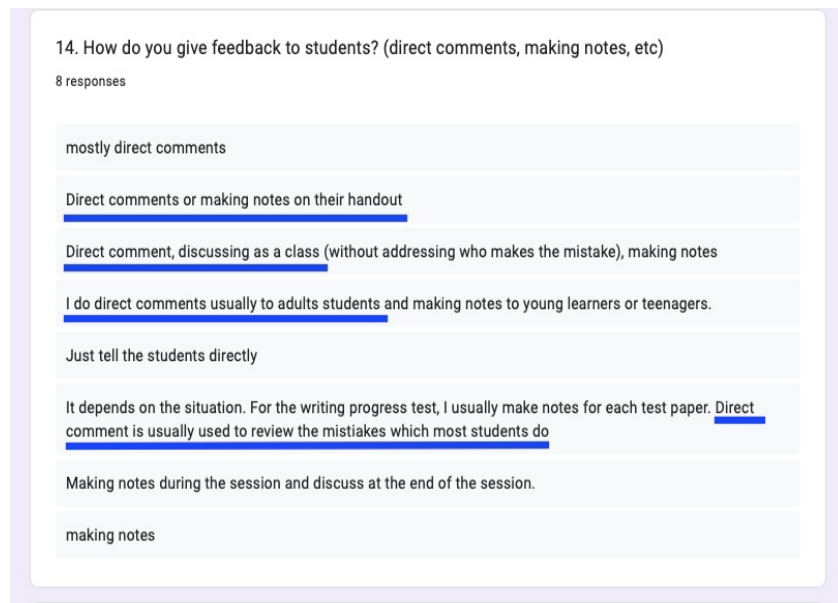 14. How do you give feedback to students? (direct comments, making notes, etc)
8 responses
mostly direct comments
Direct comments or making notes on their handout
Direct comment, discussing as a class (without addressing who makes the mistake), making notes
I do direct comments usually to adults students and making notes to young learners or teenagers.
Just tell the students directly
It depends on the situation. For the writing progress test, I usually make notes for each test paper. Direct
comment is usually used to review the mistiakes which most students do
Making notes during the session and discuss at the end of the session.
making notes